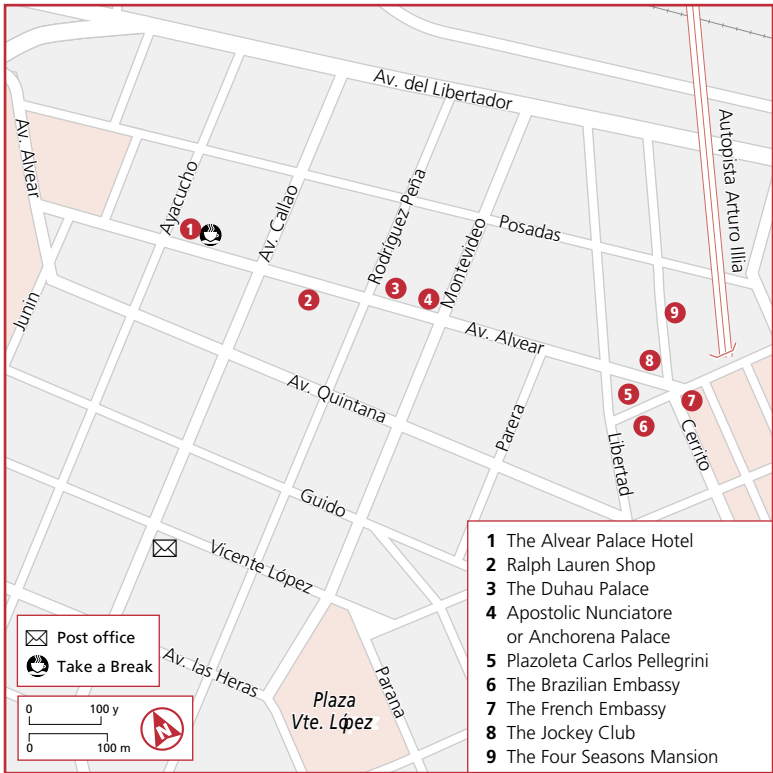 Av. del Libertador
Autopista Arturo Illia
Av. Alvear
Ayacucho
Av. Callao
Rodríguez Peña
Montevideo
Posadas
1
2
3
4
9
8
5
7
6
Junin
Av. Alvear
Av. Quintana
Parera
Libertad
Cerrito
Guido
Vicente López
Av. las Heras
Parana
Plaza
Vte. López
Post office
Take a Break
0 100 y
0 100 m
N
1 The Alvear Palace Hotel
2 Ralph Lauren Shop
3 The Duhau Palace
4 Apostolic Nunciatore
or Anchorena Palace
5 Plazoleta Carlos Pellegrini
6 The Brazilian Embassy
7 The French Embassy
8 The Jockey Club
9 The Four Seasons Mansion